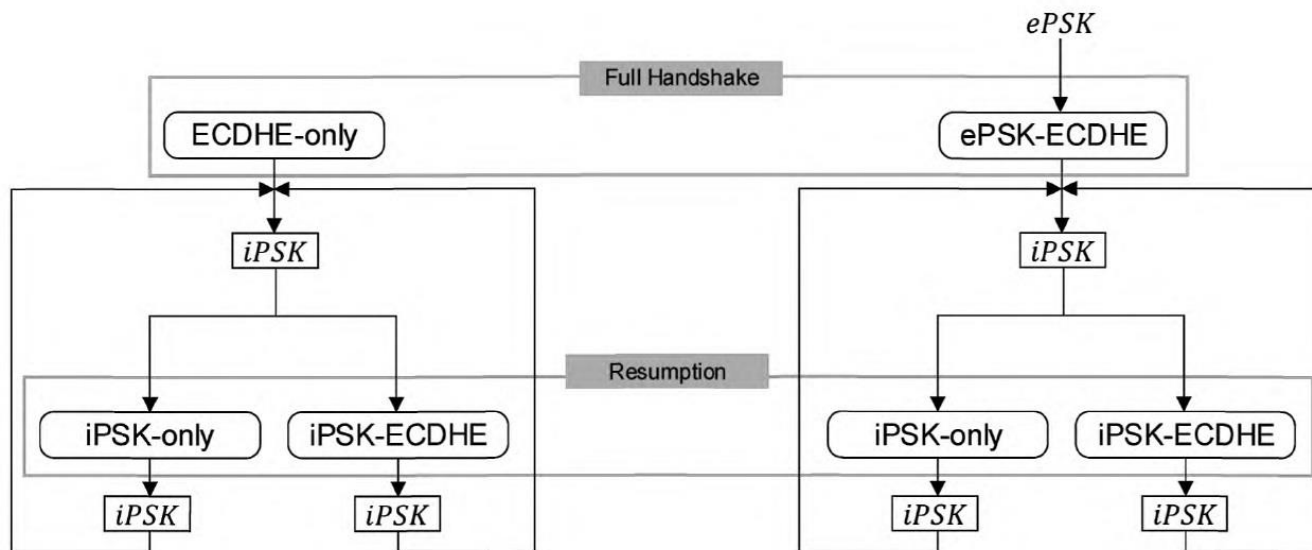 ePSK
Full Handshake
ECDHE-only
ePSK-ECDHE
iPSK
iPSK
Resumption
iPSK-only
iPSK-ECDHE
iPSK-only
iPSK-ECDHE
iPSK
iPSK
iPSK
iPSK